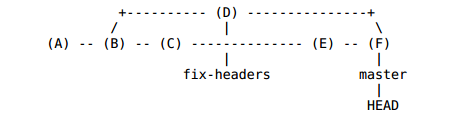 +---------- (D) ---------------+
/ | \
(A) -- (B) -- (C) -------------- (E) -- (F)
| |
fix-headers master
|
HEAD